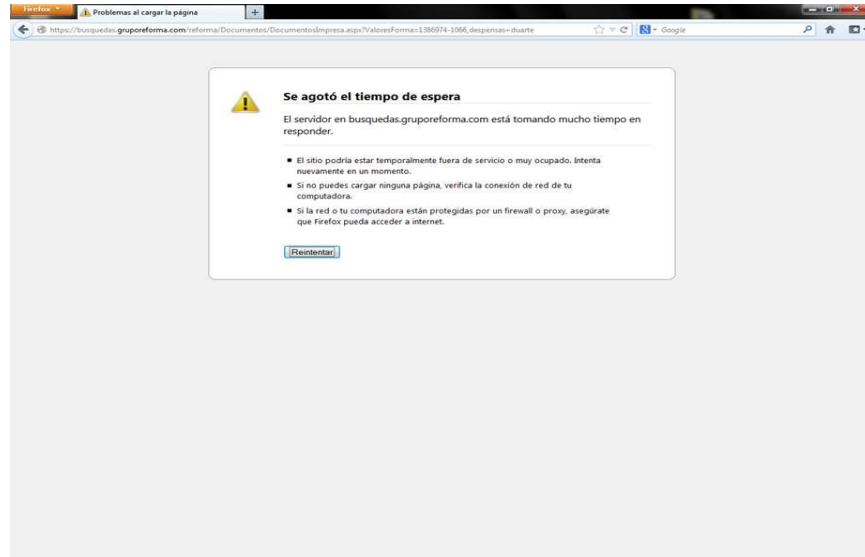 Firefox
Problemas al cargar la página
https://busquedas.gruporeforma.com/reforma/Documentos/DocumentoImpresa.aspx?ValoresForma=1386974-1066,despensas+duarte
Google
Se agotó el tiempo de espera
El servidor en busquedas.gruporeforma.com está tomando mucho tiempo en
responder.
El sitio podría estar temporalmente fuera de servicio o muy ocupado. Intenta
nuevamente en un momento.
Si no puedes cargar ninguna página, verifica la conexión de red de tu
computadora.
Si la red o tu computadora están protegidas por un firewall o proxy, asegúrate
que Firefox pueda acceder a internet.
Reintentar